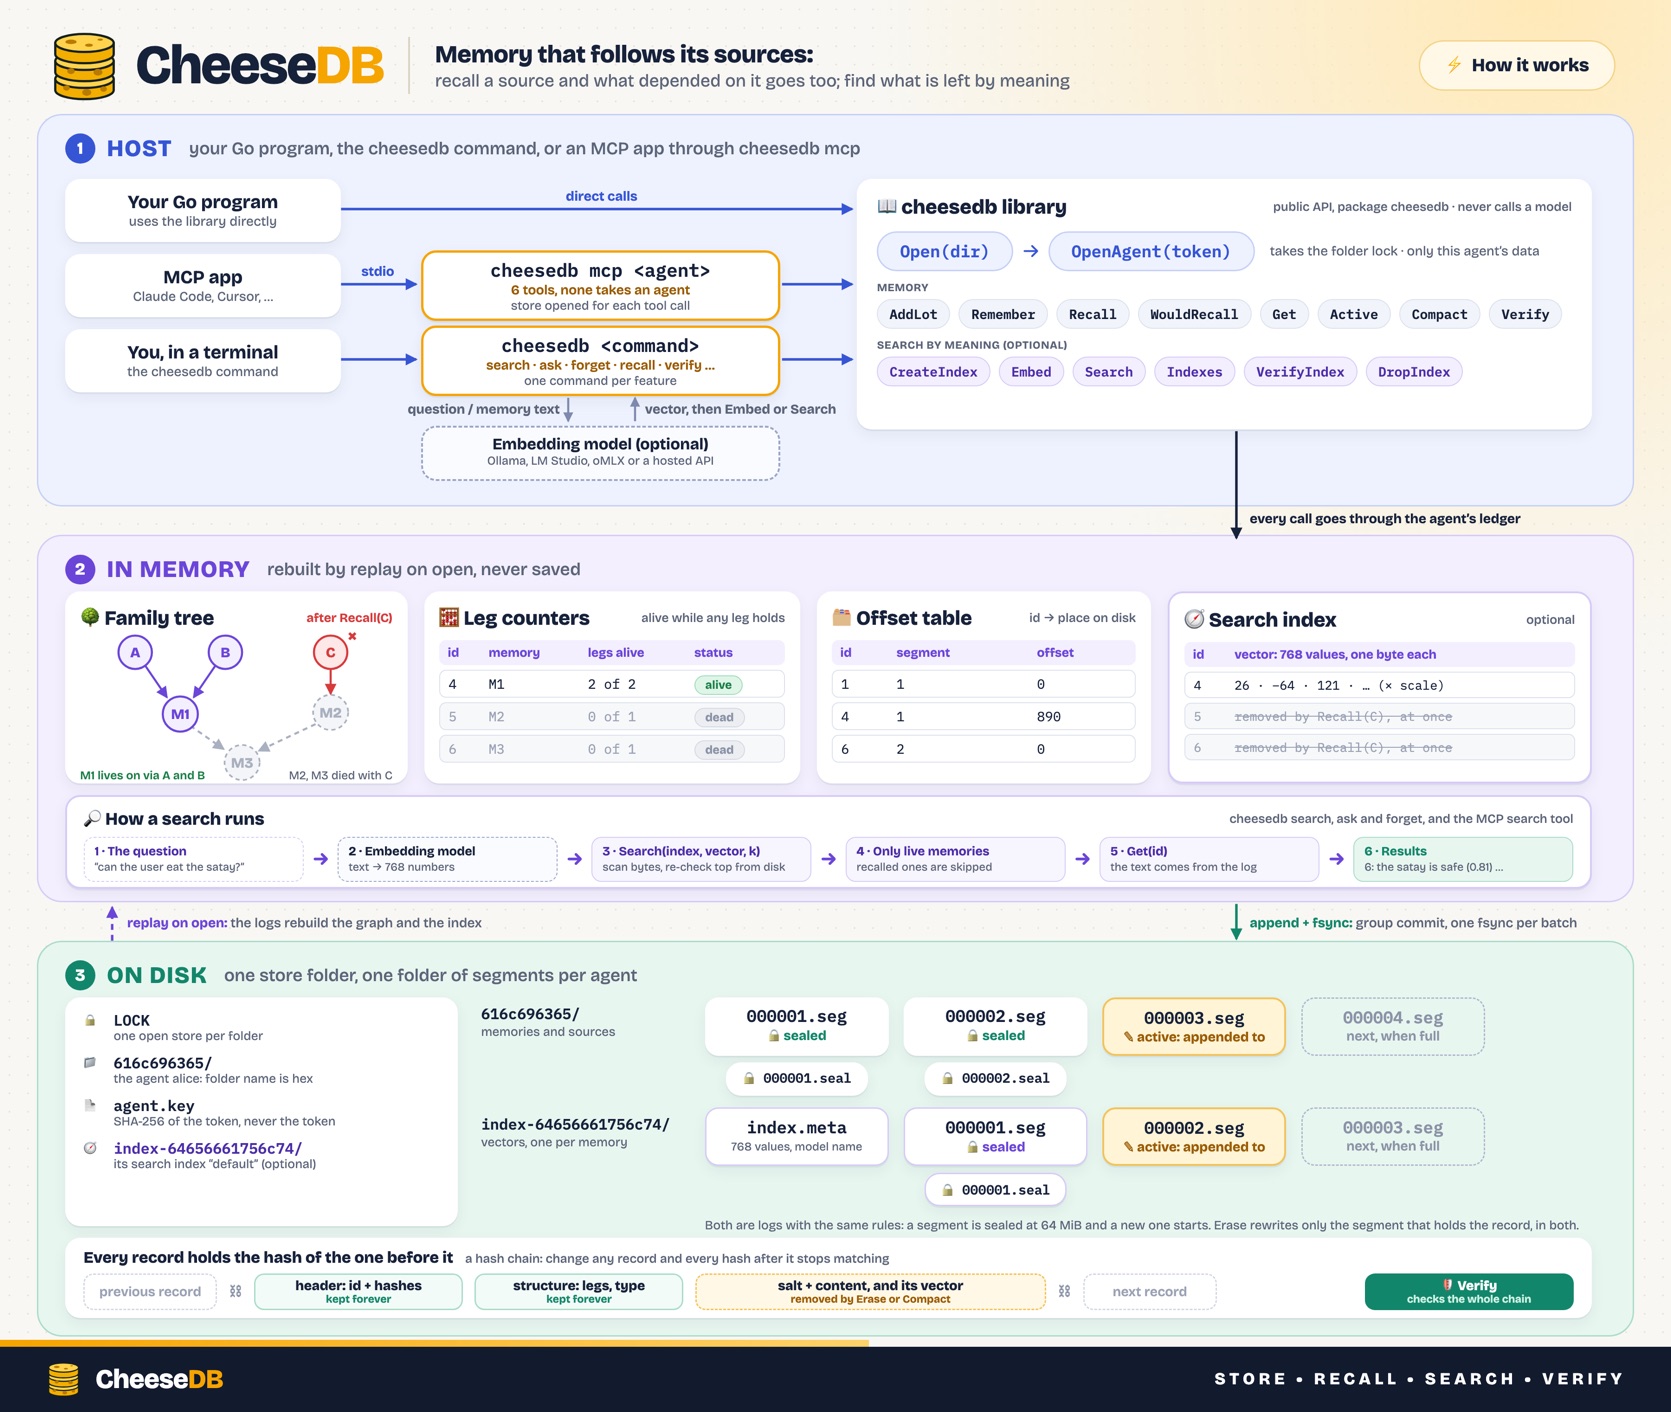 CheeseDB
Memory that follows its sources:
recall a source and what depended on it goes too; find what is left by meaning
⚡ How it works
1 HOST your Go program, the cheesedb command, or an MCP app through cheesedb mcp
Your Go program
uses the library directly
direct calls
MCP app
Claude Code, Cursor, ...
stdio
cheesedb mcp <agent>
6 tools, none takes an agent
store opened for each tool call
You, in a terminal
the cheesedb command
cheesedb <command>
search · ask · forget · recall · verify ...
one command per feature
question / memory text
vector, then Embed or Search
Embedding model (optional)
Ollama, LM Studio, oMLX or a hosted API
cheesedb library
public API, package cheesedb · never calls a model
Open(dir) → OpenAgent(token) takes the folder lock · only this agent's data
MEMORY
AddLot Remember Recall WouldRecall Get Active Compact Verify
SEARCH BY MEANING (OPTIONAL)
CreateIndex Embed Search Indexes VerifyIndex DropIndex
every call goes through the agent's ledger
2 IN MEMORY rebuilt by replay on open, never saved
Family tree
after Recall(C)
A B C ✖
M1 M2
M3
M1 lives on via A and B
M2, M3 died with C
Leg counters
alive while any leg holds
id memory legs alive status
4 M1 2 of 2 alive
5 M2 0 of 1 dead
6 M3 0 of 1 dead
Offset table
id → place on disk
id segment offset
1 1 0
4 1 890
6 2 0
Search index
optional
id vector: 768 values, one byte each
4 26 · −64 · 121 · … (× scale)
5 removed by Recall(C), at once
6 removed by Recall(C), at once
How a search runs
cheesedb search, ask and forget, and the MCP search tool
1 · The question
"can the user eat the satay?"
→
2 · Embedding model
text → 768 numbers
→
3 · Search(index, vector, k)
scan bytes, re-check top from disk
→
4 · Only live memories
recalled ones are skipped
→
5 · Get(id)
the text comes from the log
→
6 · Results
6: the satay is safe (0.81) ...
replay on open: the logs rebuild the graph and the index
append + fsync: group commit, one fsync per batch
3 ON DISK one store folder, one folder of segments per agent
LOCK
one open store per folder
616c696365/
the agent alice: folder name is hex
agent.key
SHA-256 of the token, never the token
index-64656661756c74/
its search index "default" (optional)
616c696365/
memories and sources
000001.seg
sealed
000001.seal
000002.seg
sealed
000002.seal
000003.seg
active: appended to
000004.seg
next, when full
index-64656661756c74/
vectors, one per memory
index.meta
768 values, model name
000001.seg
sealed
000001.seal
000002.seg
active: appended to
000003.seg
next, when full
Both are logs with the same rules: a segment is sealed at 64 MiB and a new one starts. Erase rewrites only the segment that holds the record, in both.
Every record holds the hash of the one before it a hash chain: change any record and every hash after it stops matching
previous record
header: id + hashes
kept forever
structure: legs, type
kept forever
salt + content, and its vector
removed by Erase or Compact
next record
Verify
checks the whole chain
CheeseDB
STORE • RECALL • SEARCH • VERIFY